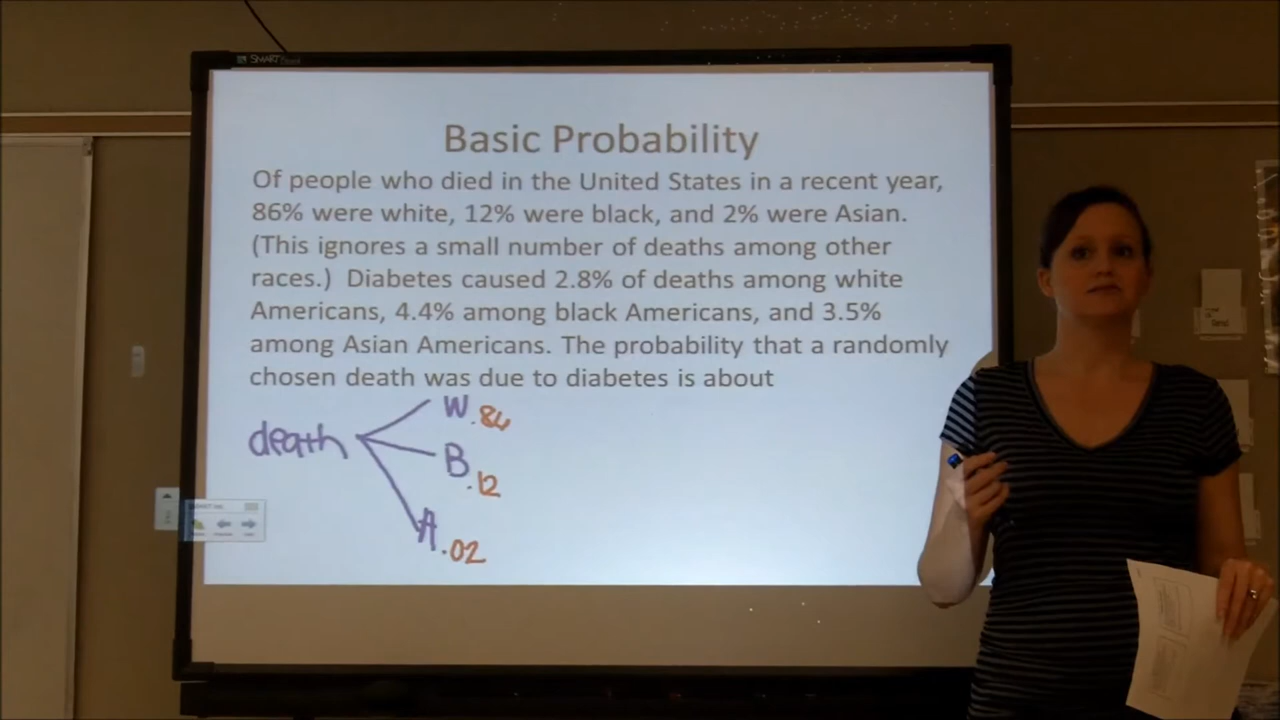 SMART
Basic Probability
Of people who died in the United States in a recent year,
86% were white, 12% were black, and 2% were Asian.
(This ignores a small number of deaths among other
races.) Diabetes caused 2.8% of deaths among white
Americans, 4.4% among black Americans, and 3.5%
among Asian Americans. The probability that a randomly
chosen death was due to diabetes is about
W .86
death
B .12
A .02